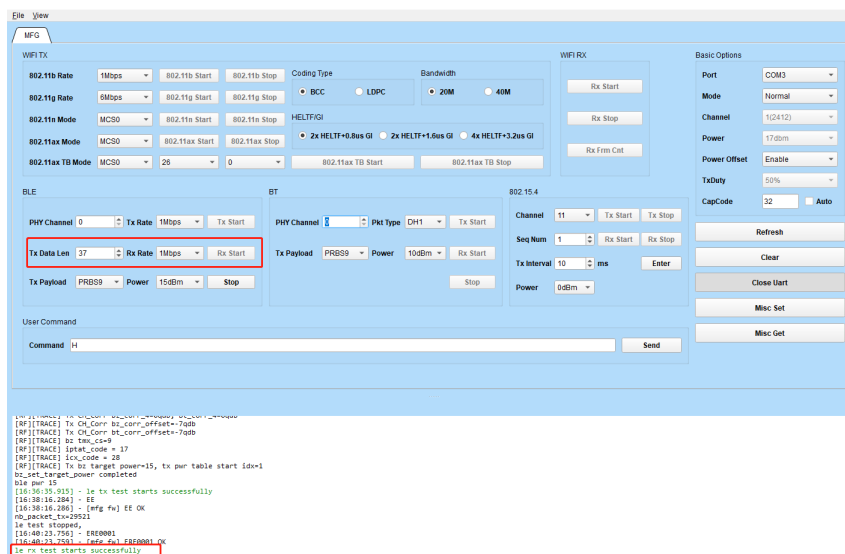 File View
MFG
WIFI TX
802.11b Rate 1Mbps 802.11b Start 802.11b Stop
802.11g Rate 6Mbps 802.11g Start 802.11g Stop
802.11n Mode MCS0 802.11n Start 802.11n Stop
802.11ax Mode MCS0 802.11ax Start 802.11ax Stop
802.11ax TB Mode MCS0 26 0 802.11ax TB Start 802.11ax TB Stop
Coding Type
BCC LDPC
Bandwidth
20M 40M
HELTF/GI
2x HELTF+0.8us GI 2x HELTF+1.6us GI 4x HELTF+3.2us GI
WIFI RX
Rx Start
Rx Stop
Rx Frm Cnt
Basic Options
Port COM3
Mode Normal
Channel 1(2412)
Power 17dbm
Power Offset Enable
TxDuty 50%
CapCode 32 Auto
Refresh
Clear
Close Uart
Misc Set
Misc Get
BLE
PHY Channel 0 Tx Rate 1Mbps Tx Start
Tx Data Len 37 Rx Rate 1Mbps Rx Start
Tx Payload PRBS9 Power 15dBm Stop
BT
PHY Channel 0 Pkt Type DH1 Tx Start
Tx Payload PRBS9 Power 10dBm Rx Start
Stop
802.15.4
Channel 11 Tx Start Tx Stop
Seq Num 1 Rx Start Rx Stop
Tx Interval 10 ms Enter
Power 0dBm
User Command
Command H Send
[RF][TRACE] Tx CH_Corr bz_corr_offset=-7qdb
[RF][TRACE] Tx CH_Corr bt_corr_offset=-7qdb
[RF][TRACE] bz tmx_cs=9
[RF][TRACE] iptat_code = 17
[RF][TRACE] icx_code = 28
[RF][TRACE] Tx bz target power=15, tx pwr table start idx=1
bz_set_target_power completed
ble pwr 15
[16:36:35.915] - le tx test starts successfully
[16:38:16.284] - EE
[16:38:16.286] - [mfg fw] EE OK
nb_packet_tx=29521
le test stopped,
[16:40:23.756] - ERE0001
[16:40:23.759] - [mfg fw] ERE0001 OK
le rx test starts successfully